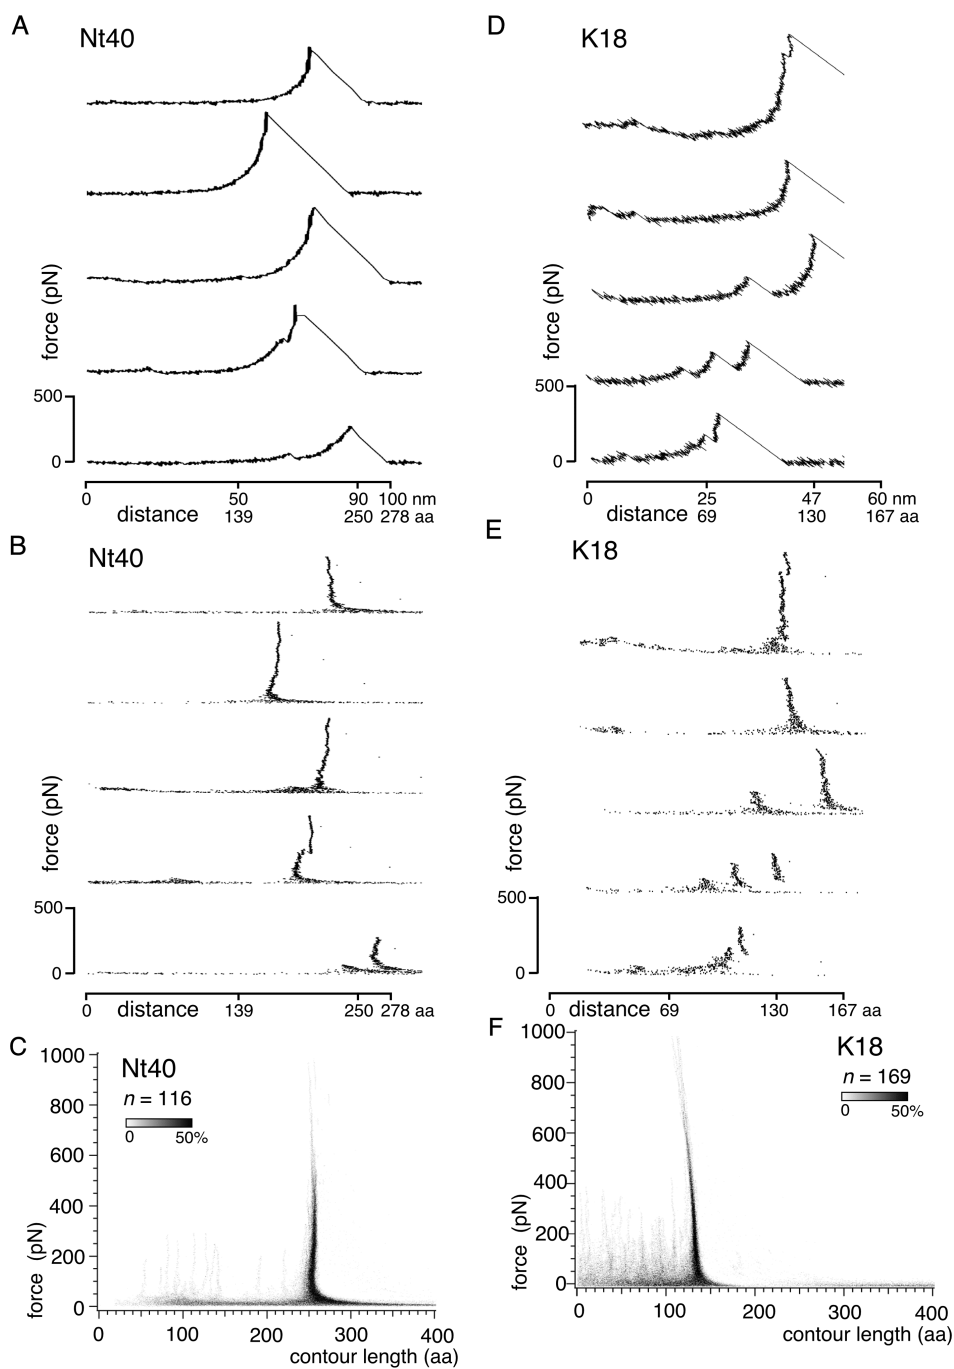 A
Nt40
force (pN)
500
0
0 50 90 100 nm
distance 139 250 278 aa
D
K18
force (pN)
500
0
0 25 47 60 nm
distance 69 130 167 aa
B
Nt40
force (pN)
500
0
0 distance 139 250 278 aa
E
K18
force (pN)
500
0
0 distance 69 130 167 aa
C
Nt40
n = 116
0 50%
force (pN)
1000
800
600
400
200
0
0 100 200 300 400
contour length (aa)
F
K18
n = 169
0 50%
force (pN)
1000
800
600
400
200
0
0 100 200 300 400
contour length (aa)